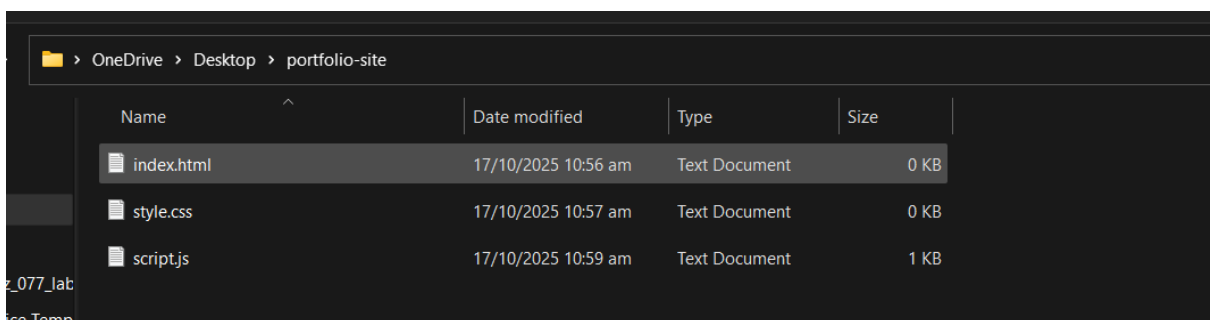 OneDrive > Desktop > portfolio-site
Name Date modified Type Size
index.html 17/10/2025 10:56 am Text Document 0 KB
style.css 17/10/2025 10:57 am Text Document 0 KB
script.js 17/10/2025 10:59 am Text Document 1 KB
_077_lab